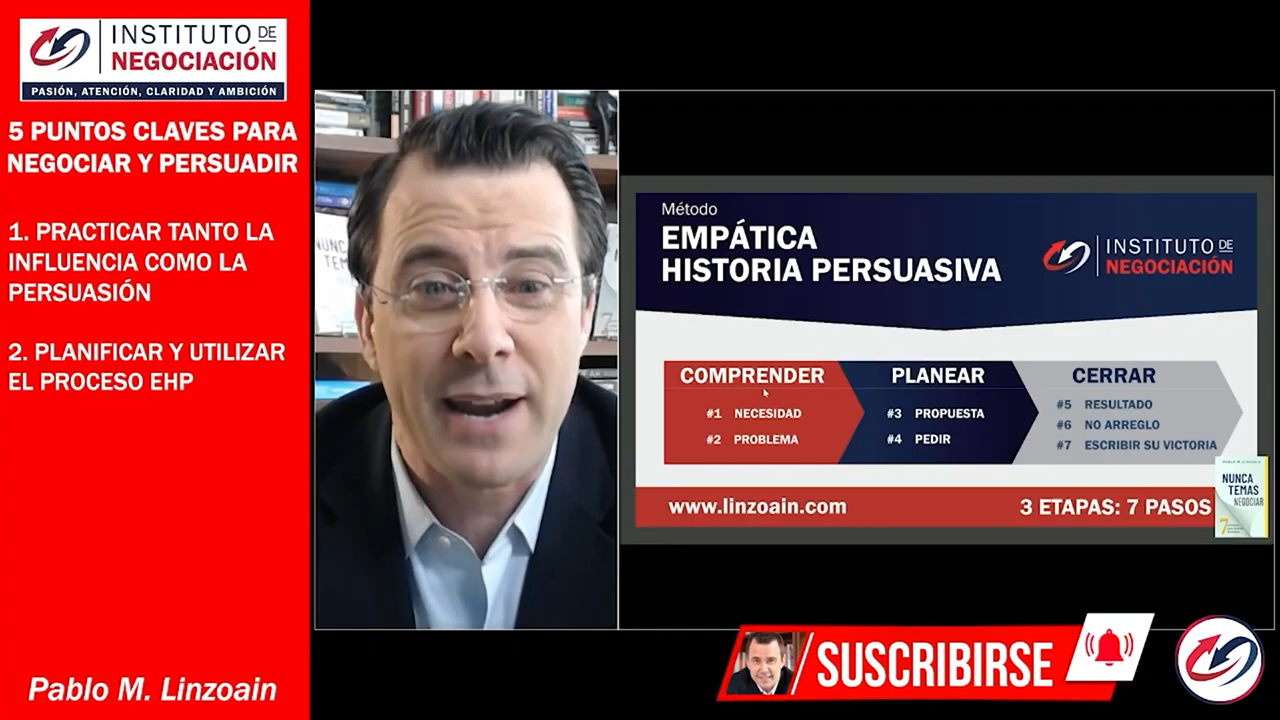 INSTITUTO DE
NEGOCIACIÓN
PASIÓN, ATENCIÓN, CLARIDAD Y AMBICIÓN
5 PUNTOS CLAVES PARA
NEGOCIAR Y PERSUADIR
1. PRACTICAR TANTO LA
INFLUENCIA COMO LA
PERSUASIÓN
2. PLANIFICAR Y UTILIZAR
EL PROCESO EHP
Pablo M. Linzoain
NUNCA
Método
EMPÁTICA
HISTORIA PERSUASIVA
INSTITUTO DE
NEGOCIACIÓN
COMPRENDER
#1 NECESIDAD
#2 PROBLEMA
PLANEAR
#3 PROPUESTA
#4 PEDIR
CERRAR
#5 RESULTADO
#6 NO ARREGLO
#7 ESCRIBIR SU VICTORIA
www.linzoain.com
3 ETAPAS: 7 PASOS
NUNCA
TEMAS
NEGOCIAR
7
SUSCRIBIRSE